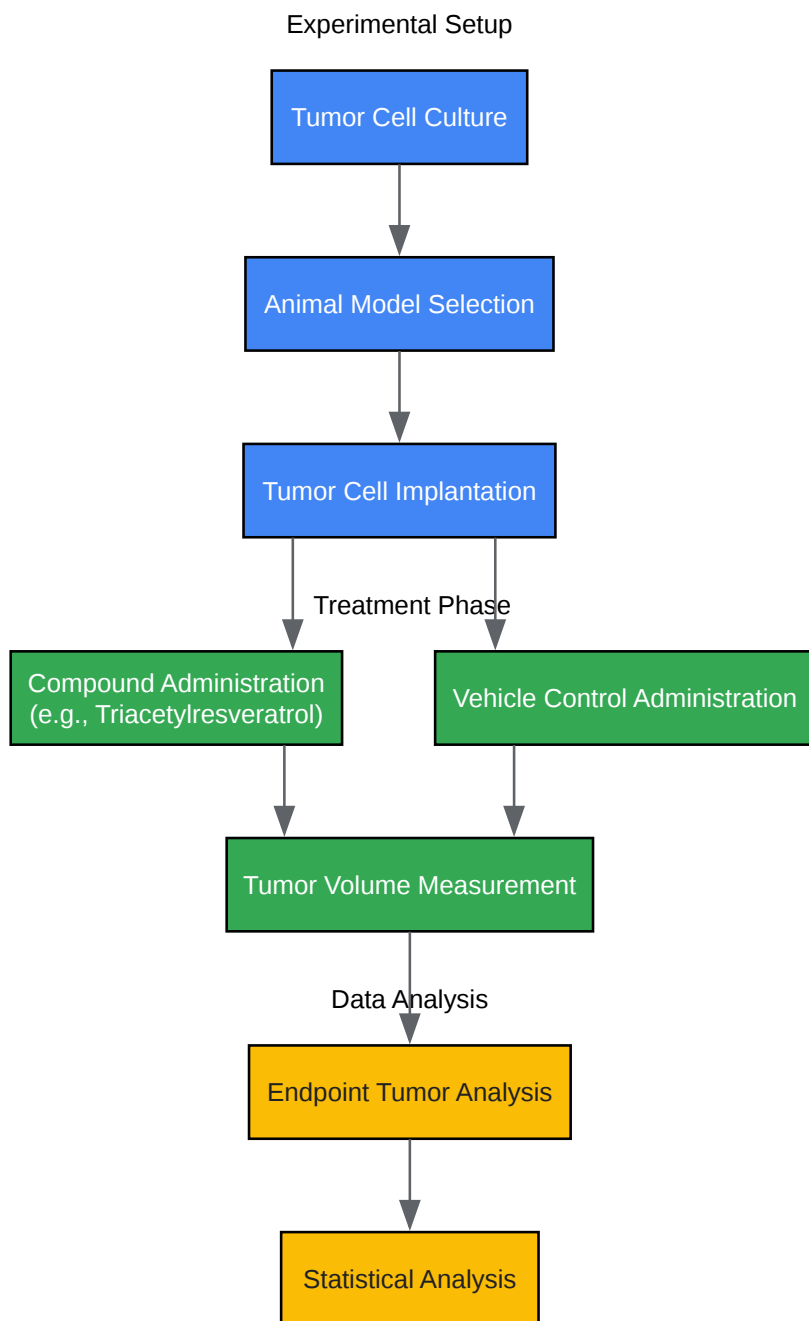 Experimental Setup
Tumor Cell Culture
Animal Model Selection
Tumor Cell Implantation
Treatment Phase
Compound Administration
(e.g., Triacetylresveratrol)
Vehicle Control Administration
Tumor Volume Measurement
Data Analysis
Endpoint Tumor Analysis
Statistical Analysis